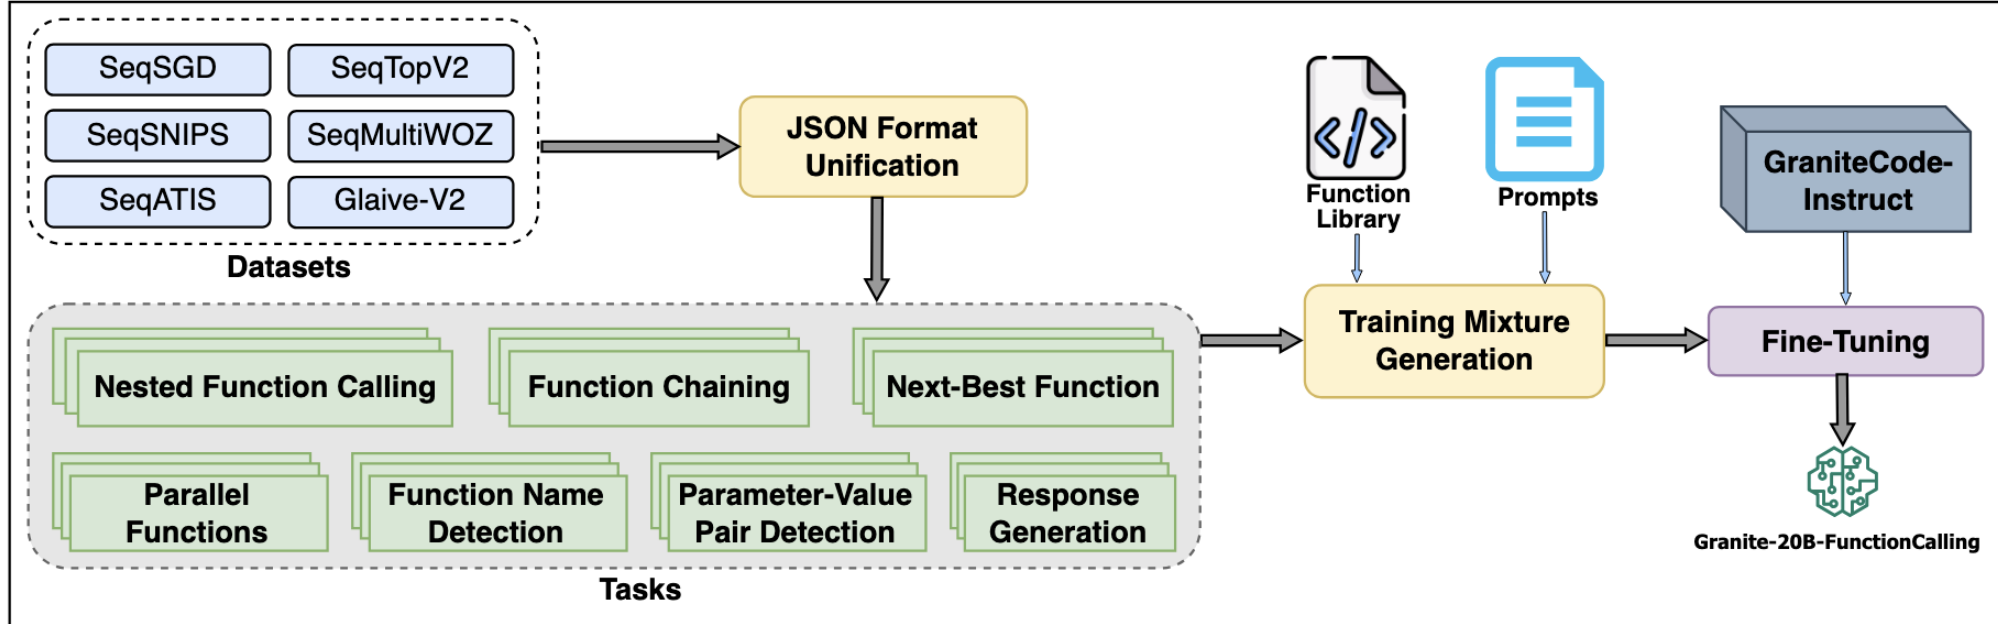 SeqSGD
SeqTopV2
SeqSNIPS
SeqMultiWOZ
SeqATIS
Glaive-V2
Datasets
JSON Format
Unification
Nested Function Calling
Function Chaining
Next-Best Function
Parallel
Functions
Function Name
Detection
Parameter-Value
Pair Detection
Response
Generation
Tasks
</>
Function
Library
Prompts
Training Mixture
Generation
GraniteCode-
Instruct
Fine-Tuning
Granite-20B-FunctionCalling